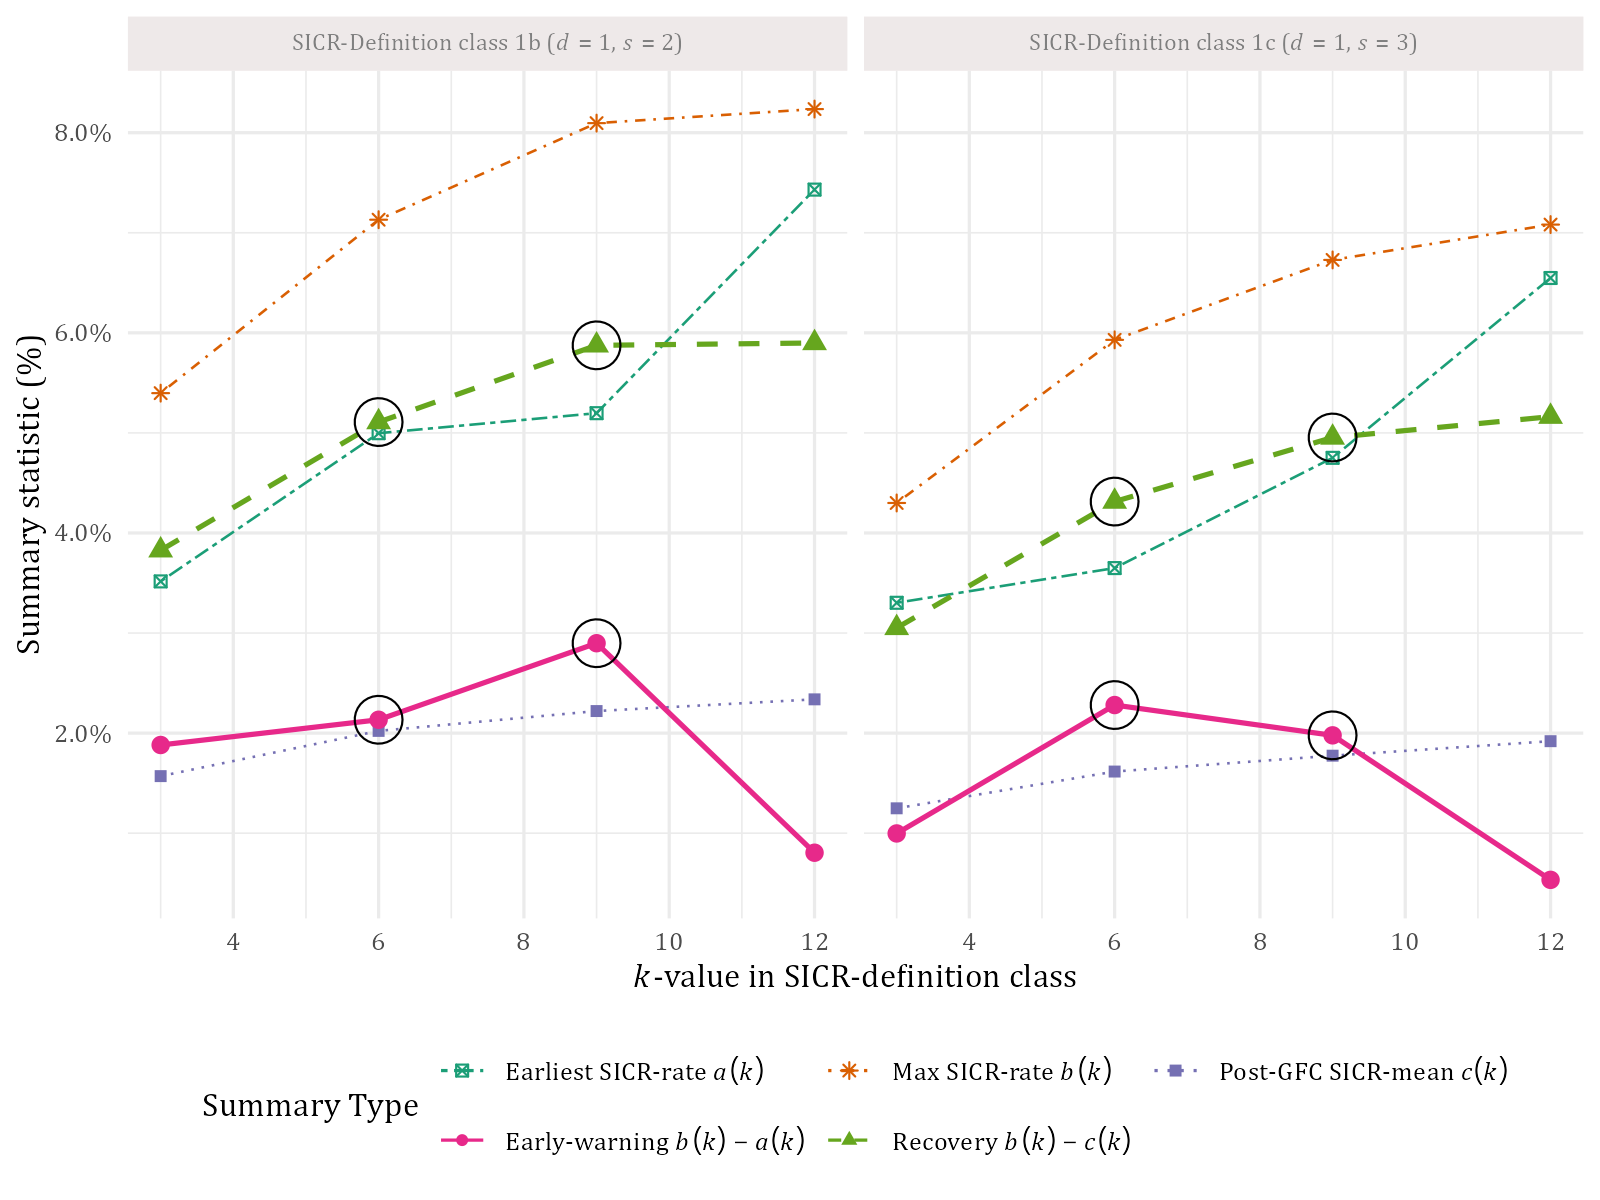 SICR-Definition class 1b (d = 1, s = 2)
SICR-Definition class 1c (d = 1, s = 3)
Summary statistic (%)
8.0%
6.0%
4.0%
2.0%
4 6 8 10 12
4 6 8 10 12
k-value in SICR-definition class
Summary Type
Earliest SICR-rate a(k)
Max SICR-rate b(k)
Post-GFC SICR-mean c(k)
Early-warning b(k) − a(k)
Recovery b(k) − c(k)